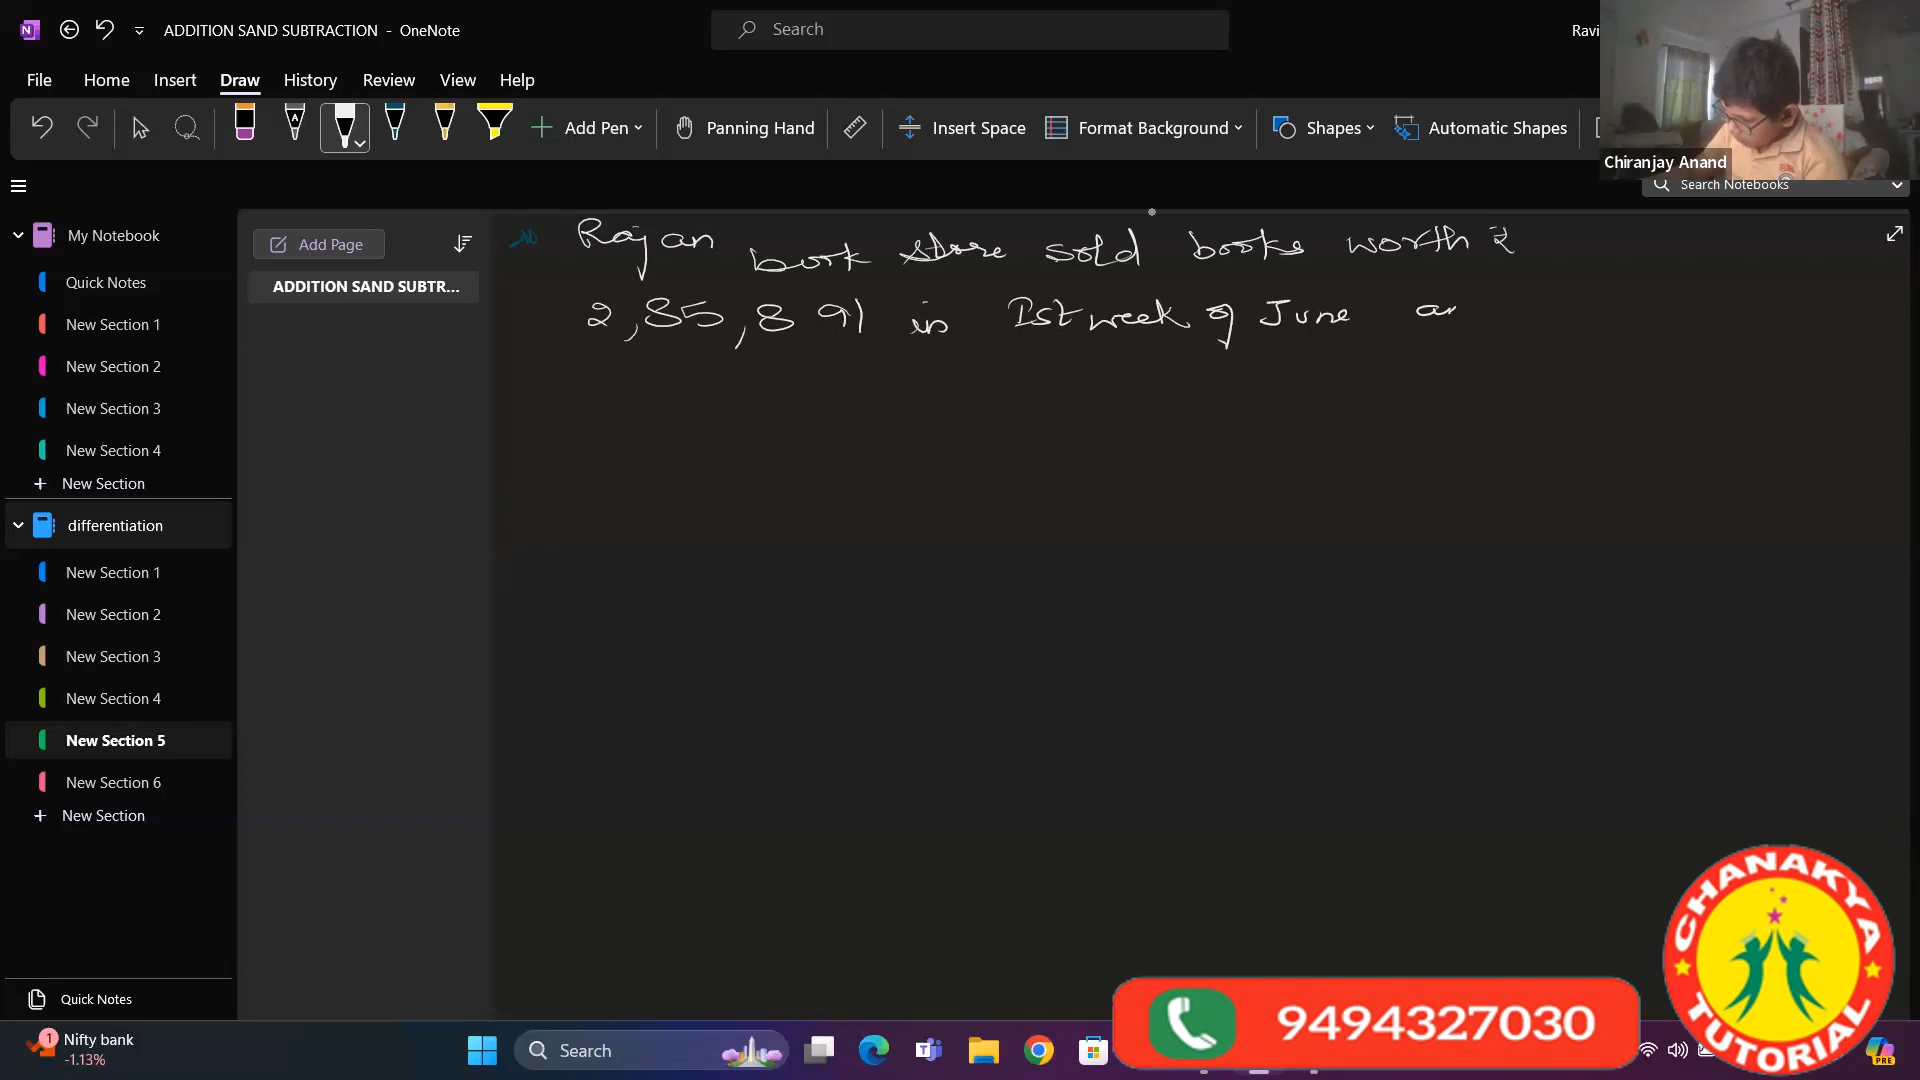 ADDITION SAND SUBTRACTION - OneNote
Search
Ravi
File Home Insert Draw History Review View Help
Add Pen Panning Hand Insert Space Format Background Shapes Automatic Shapes
Chiranjay Anand
Search Notebooks
My Notebook
Quick Notes
New Section 1
New Section 2
New Section 3
New Section 4
+ New Section
differentiation
New Section 1
New Section 2
New Section 3
New Section 4
New Section 5
New Section 6
+ New Section
Quick Notes
Add Page
ADDITION SAND SUBTR...
Rajan book store sold books worth ₹
2,85,891 in Ist week of June an
CHANAKYA
TUTORIAL
9494327030
1
Nifty bank
-1.13%
Search
PRE